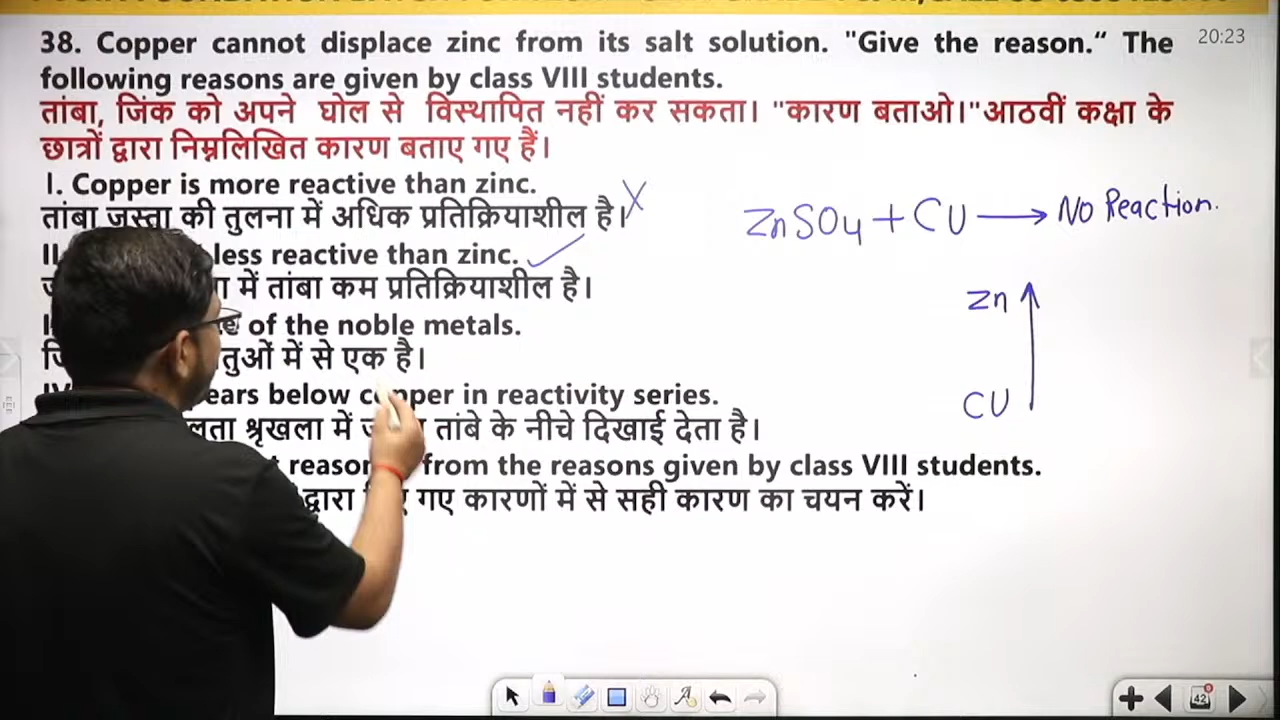 20:23
38. Copper cannot displace zinc from its salt solution. "Give the reason.“ The
following reasons are given by class VIII students.
तांबा, जिंक को अपने घोल से विस्थापित नहीं कर सकता। "कारण बताओ।"आठवीं कक्षा के
छात्रों द्वारा निम्नलिखित कारण बताए गए हैं।
I. Copper is more reactive than zinc.
तांबा जस्ता की तुलना में अधिक प्रतिक्रियाशील है। X
ZnSO4 + CU → NO Reaction.
less reactive than zinc. ✓
में तांबा कम प्रतिक्रियाशील है।
Zn
of the noble metals.
में से एक है।
below copper in reactivity series.
CU
श्रृखला में तांबे के नीचे दिखाई देता है।
from the reasons given by class VIII students.
द्वारा गए कारणों में से सही कारण का चयन करें।
42